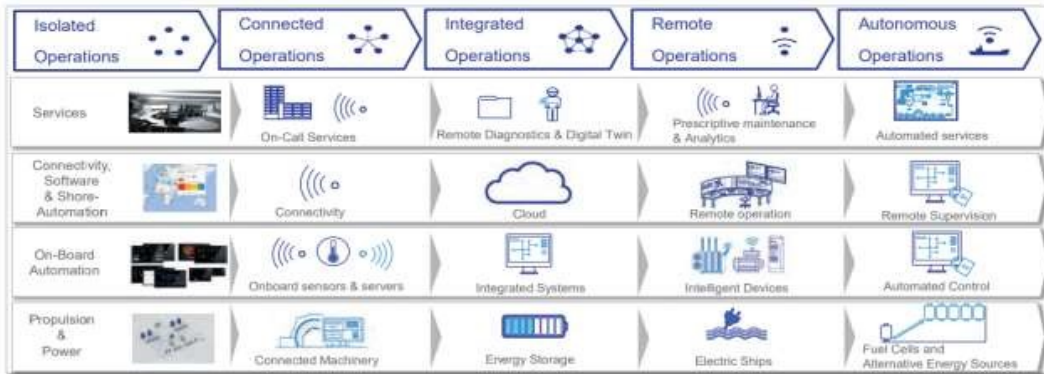 Isolated
Operations
Connected
Operations
Integrated
Operations
Remote
Operations
Autonomous
Operations
Services
On-Call Services
Remote Diagnostics & Digital Twin
Prescriptive maintenance
& Analytics
Automated services
Connectivity,
Software
& Shore-
Automation
Connectivity
Cloud
Remote operation
Remote Supervision
On-Board
Automation
Onboard sensors & servers
Integrated Systems
Intelligent Devices
Automated Control
Propulsion
&
Power
Connected Machinery
Energy Storage
Electric Ships
Fuel Cells and
Alternative Energy Sources